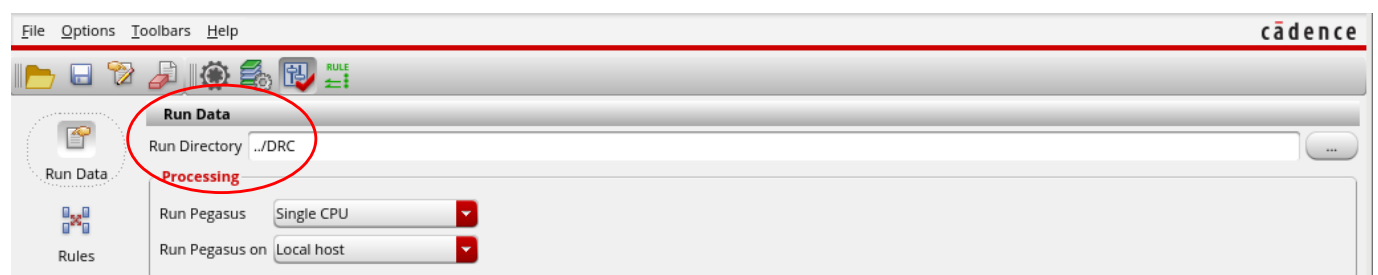 File Options Toolbars Help
cādence
RULE
Run Data
Run Directory ../DRC
...
Run Data
Processing
Run Pegasus Single CPU
Rules
Run Pegasus on Local host